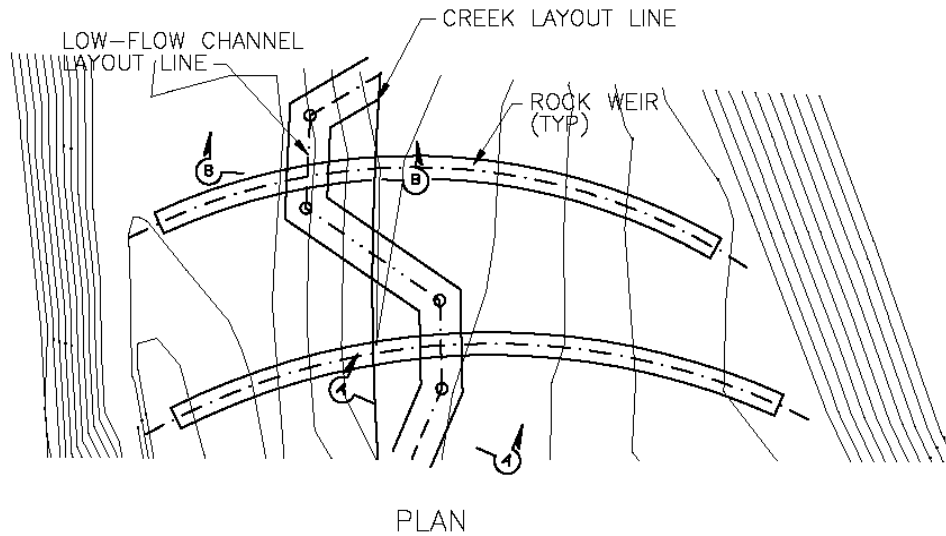 CREEK LAYOUT LINE
LOW-FLOW CHANNEL
LAYOUT LINE
ROCK WEIR
(TYP)
B
B
A
A
PLAN